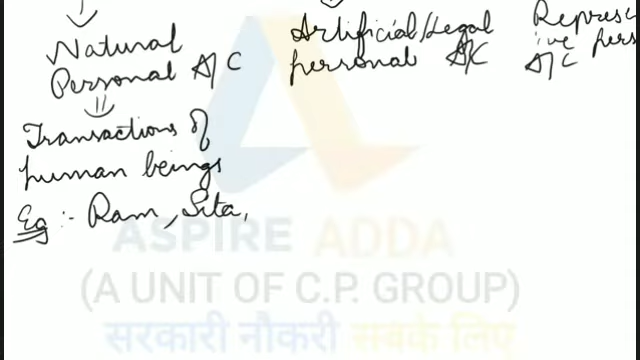 Natural
Personal A/C
Artificial/Legal
personal A/C
A/C
Transactions of
human beings
Eg :- Ram, Sita,
ASPIRE ADDA
(A UNIT OF C.P. GROUP)
सरकारी नौकरी सबके लिए